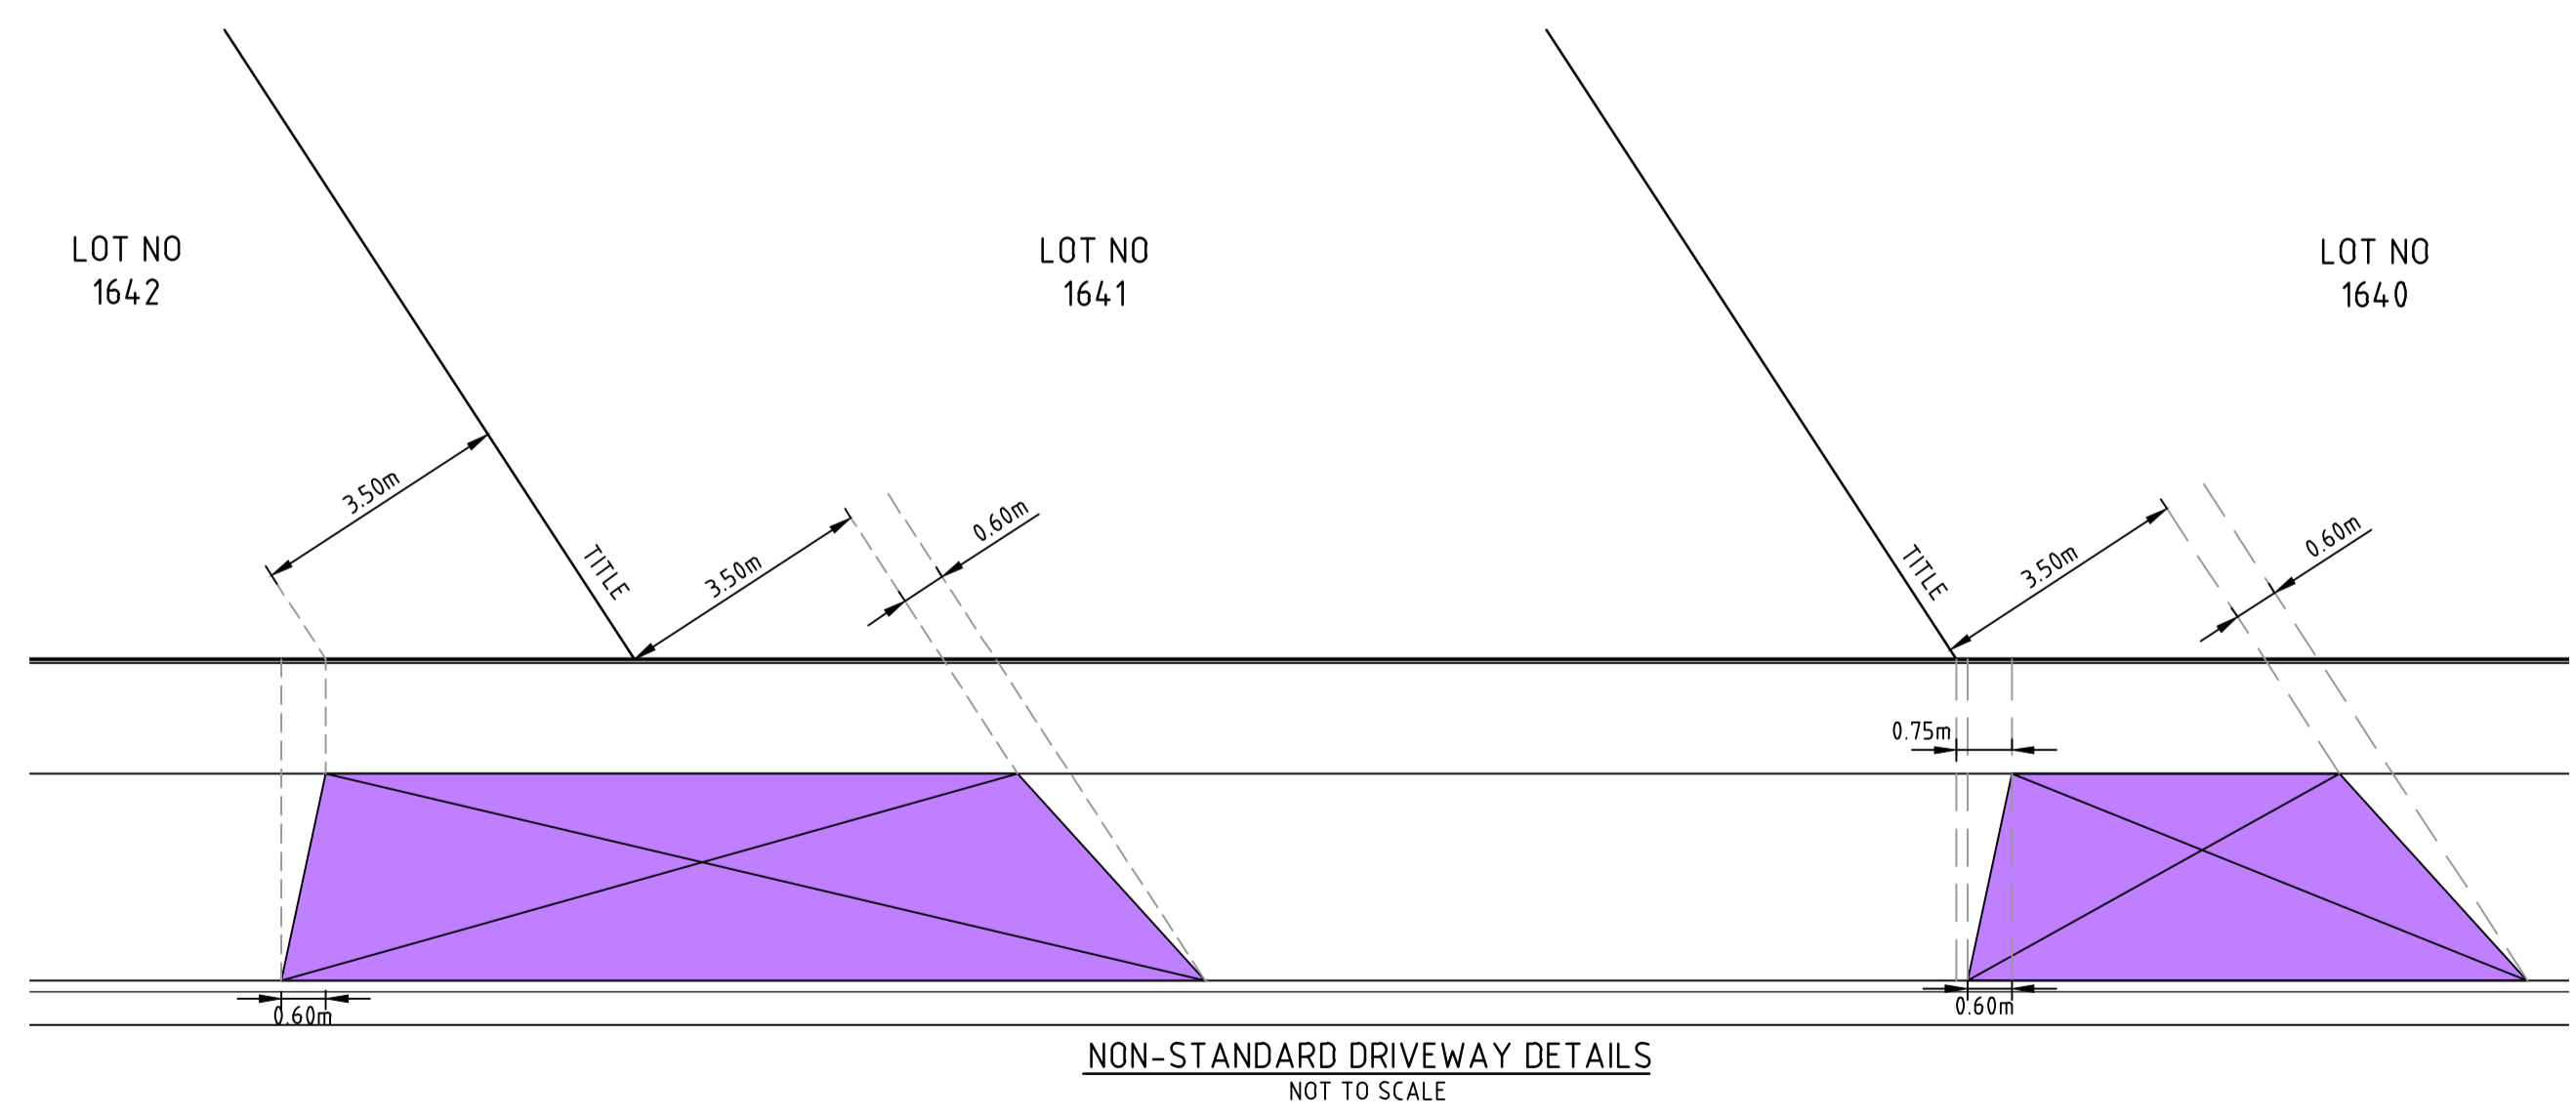 LOT NO
1642
LOT NO
1641
LOT NO
1640
3.50m
TITLE
3.50m
0.60m
TITLE
3.50m
0.60m
0.75m
0.60m
0.60m
NON-STANDARD DRIVEWAY DETAILS
NOT TO SCALE